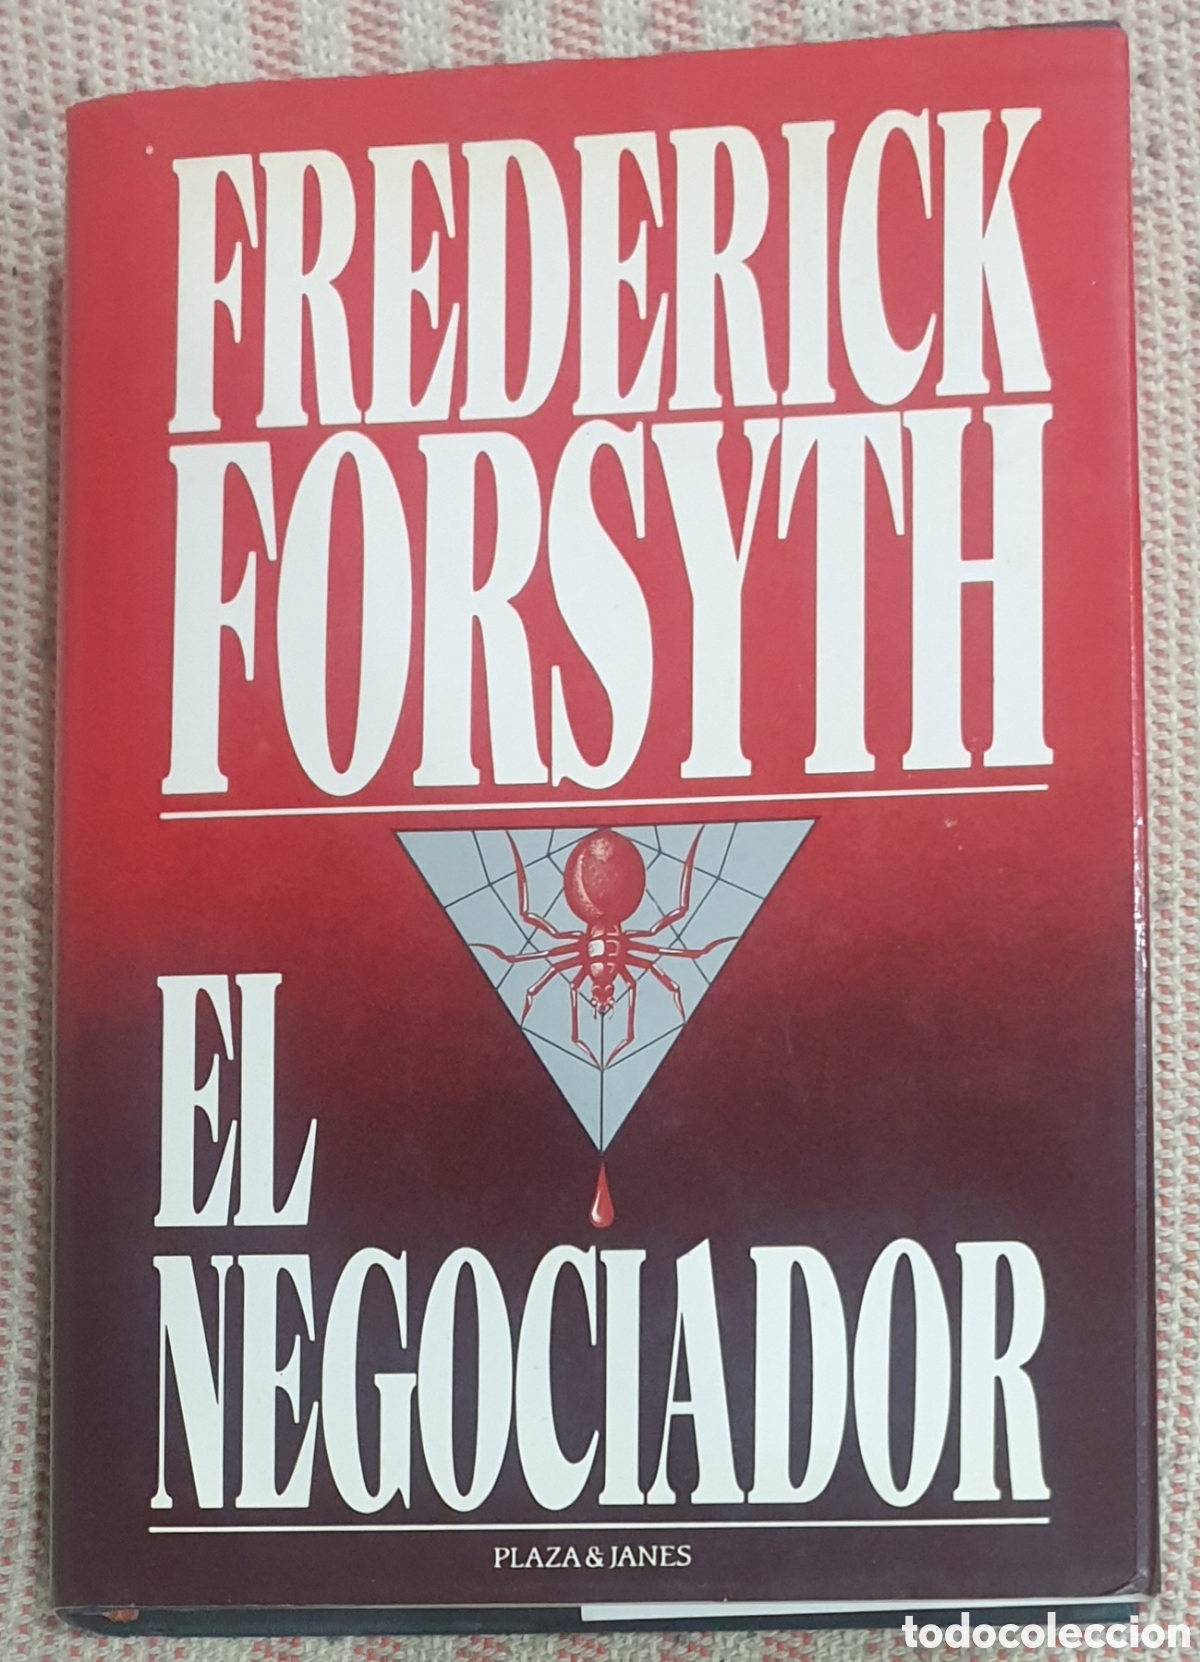 FREDERICK
FORSYTH
EL
NEGOCIADOR
PLAZA & JANES
todocoleccion